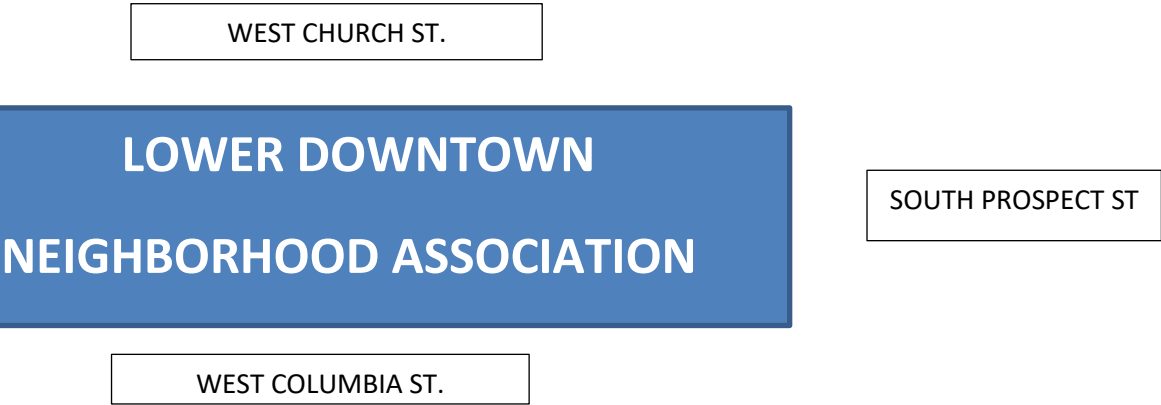 WEST CHURCH ST.
LOWER DOWNTOWN
NEIGHBORHOOD ASSOCIATION
SOUTH PROSPECT ST
WEST COLUMBIA ST.